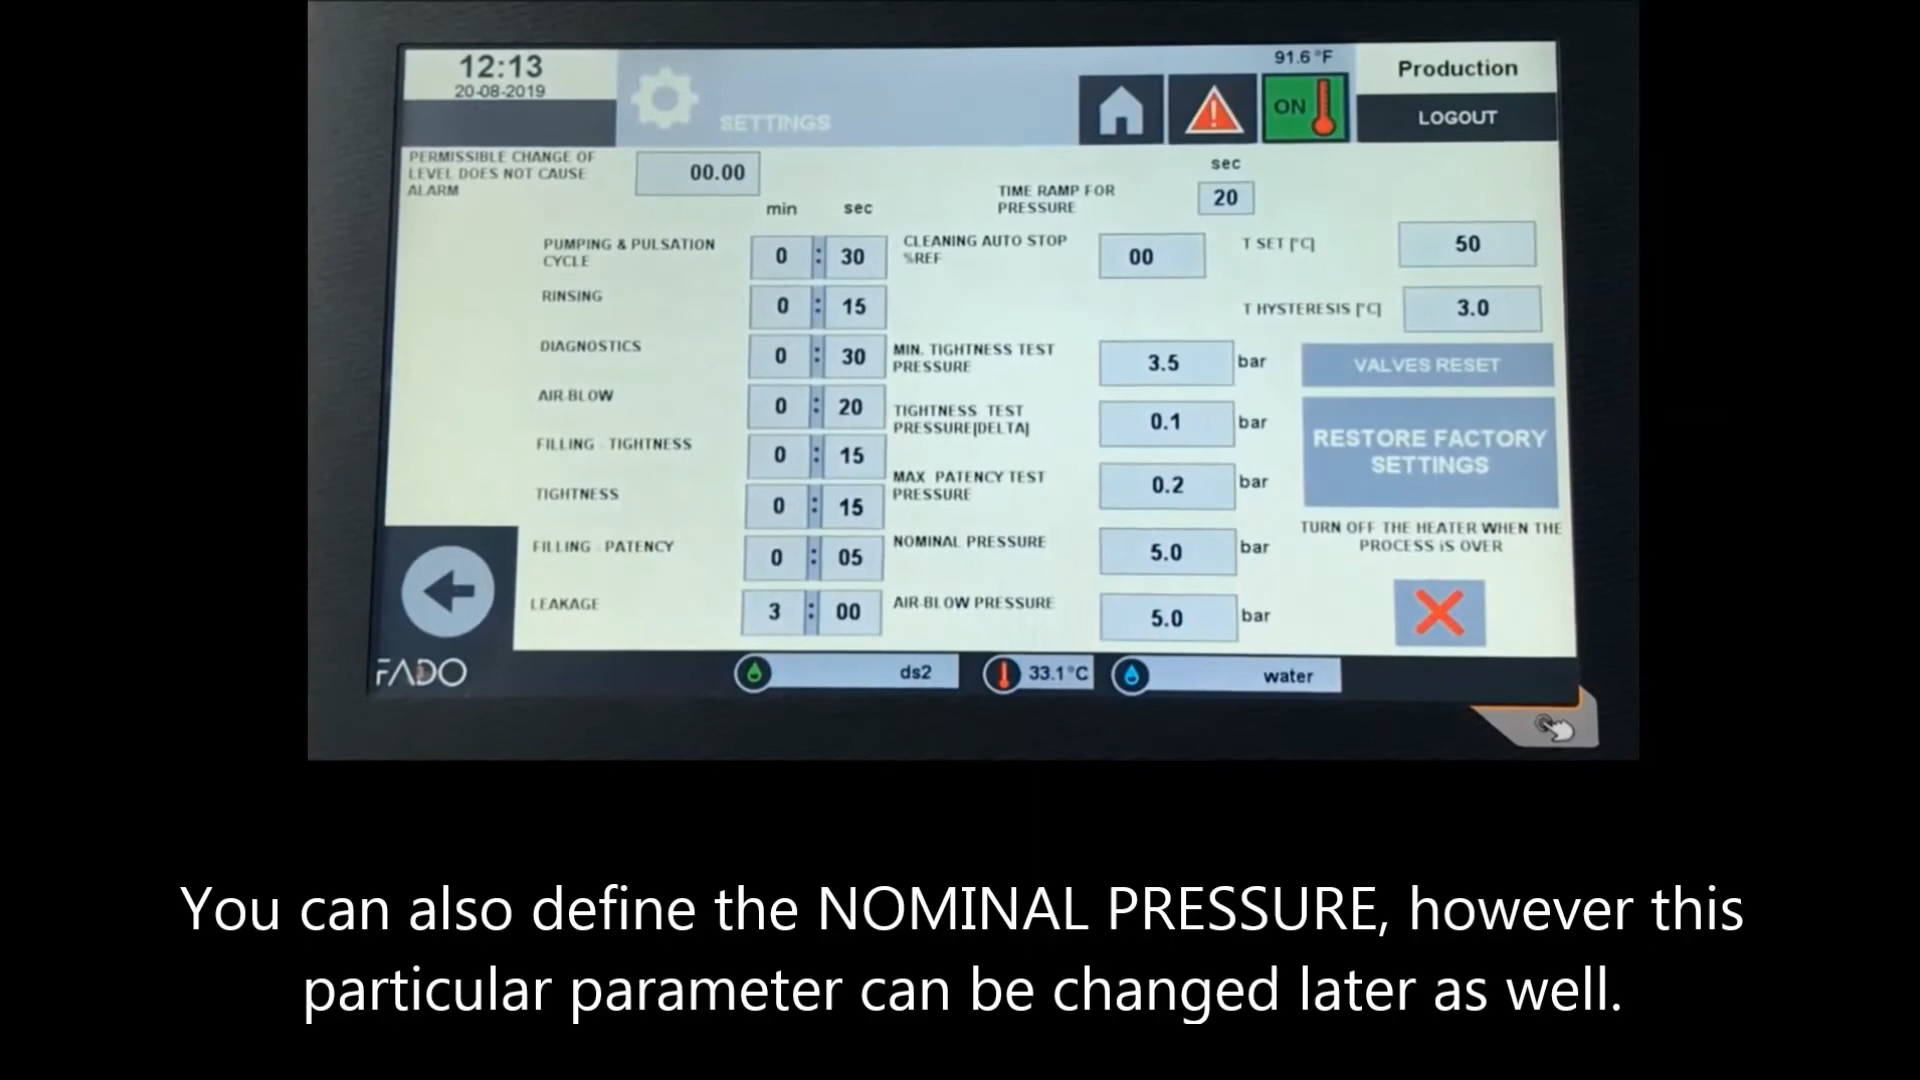 12:13
20-08-2019
SETTINGS
91.6 °F
ON
Production
LOGOUT
PERMISSIBLE CHANGE OF
LEVEL DOES NOT CAUSE
ALARM
00.00
min
sec
TIME RAMP FOR
PRESSURE
sec
20
PUMPING & PULSATION
CYCLE
0 : 30
RINSING
0 : 15
DIAGNOSTICS
0 : 30
AIR-BLOW
0 : 20
FILLING - TIGHTNESS
0 : 15
TIGHTNESS
0 : 15
FILLING - PATENCY
0 : 05
LEAKAGE
3 : 00
CLEANING AUTO STOP
%REF
00
MIN. TIGHTNESS TEST
PRESSURE
3.5
bar
TIGHTNESS TEST
PRESSURE[DELTA]
0.1
bar
MAX PATENCY TEST
PRESSURE
0.2
bar
NOMINAL PRESSURE
5.0
bar
AIR-BLOW PRESSURE
5.0
bar
T SET [°C]
50
T HYSTERESIS [°C]
3.0
VALVES RESET
RESTORE FACTORY
SETTINGS
TURN OFF THE HEATER WHEN THE
PROCESS iS OVER
FADO
ds2
33.1°C
water
You can also define the NOMINAL PRESSURE, however this
particular parameter can be changed later as well.